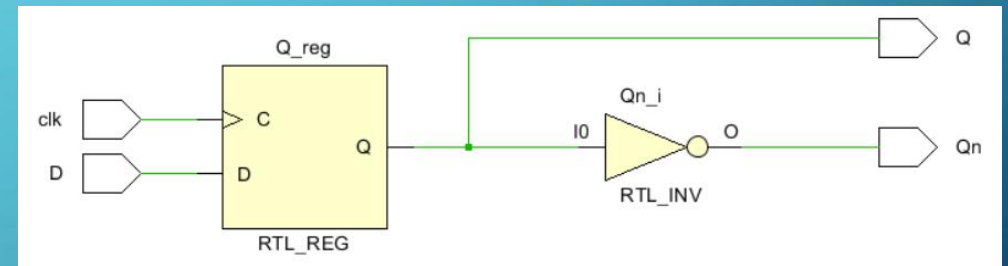 Q_reg
Q
Qn_i
clk
C
I0
O
Q
Qn
D
D
RTL_INV
RTL_REG